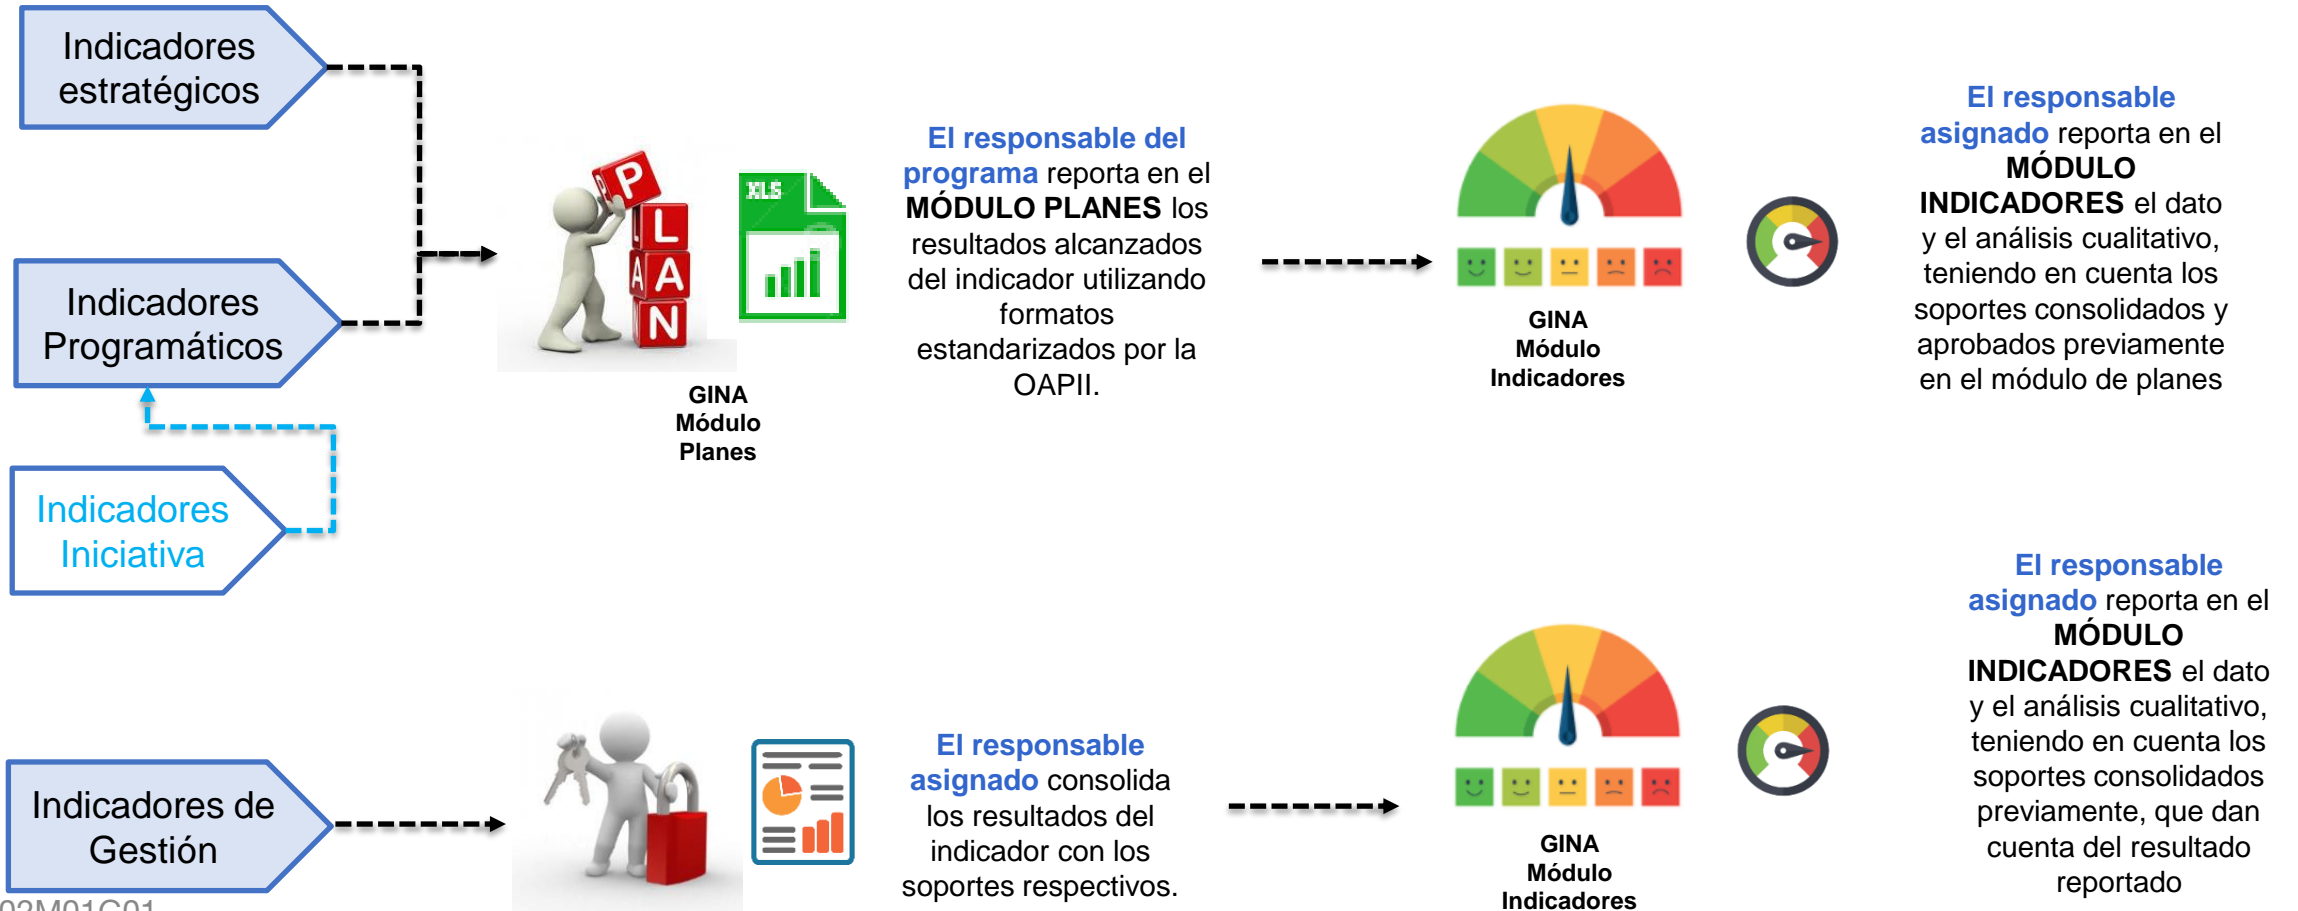 Indicadores
estratégicos
Indicadores
Programáticos
Indicadores
Iniciativa
P
L
A
A
N
XLS
GINA
Módulo
Planes
El responsable del
programa reporta en el
MÓDULO PLANES los
resultados alcanzados
del indicador utilizando
formatos
estandarizados por la
OAPII.
GINA
Módulo
Indicadores
El responsable
asignado reporta en el
MÓDULO
INDICADORES el dato
y el análisis cualitativo,
teniendo en cuenta los
soportes consolidados y
aprobados previamente
en el módulo de planes
Indicadores de
Gestión
El responsable
asignado consolida
los resultados del
indicador con los
soportes respectivos.
GINA
Módulo
Indicadores
El responsable
asignado reporta en el
MÓDULO
INDICADORES el dato
y el análisis cualitativo,
teniendo en cuenta los
soportes consolidados
previamente, que dan
cuenta del resultado
reportado